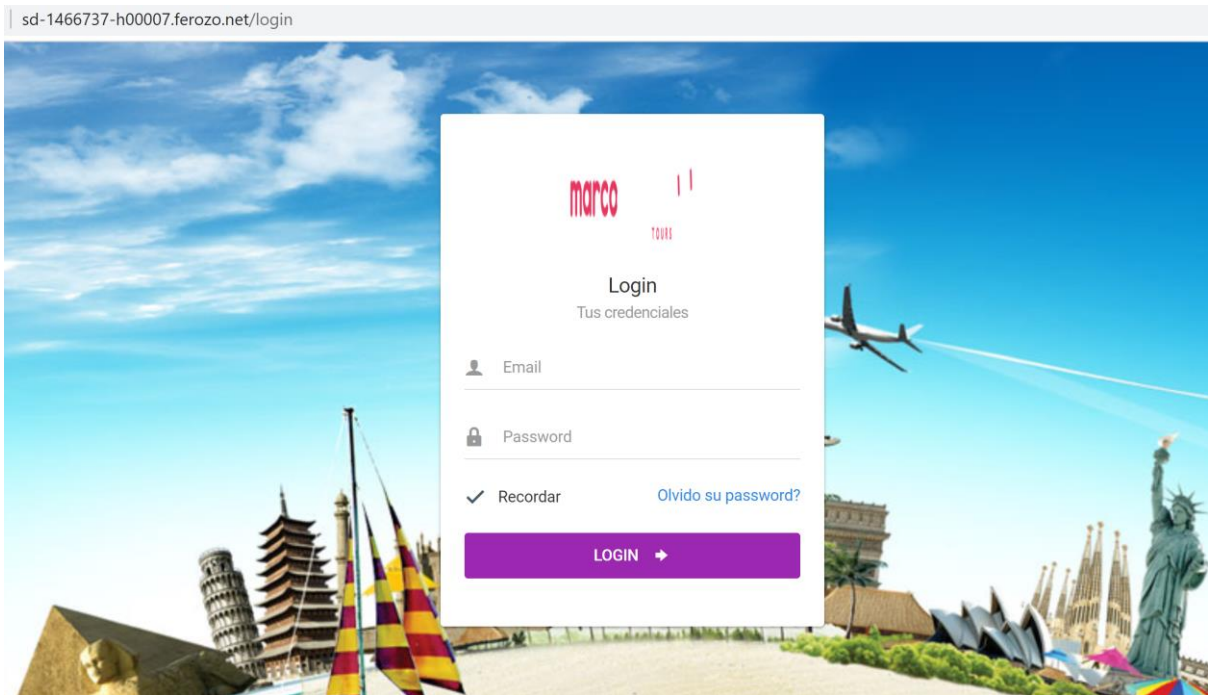 sd-1466737-h00007.ferozo.net/login
marco
TOURS
Login
Tus credenciales
Email
Password
Recordar
Olvido su password?
LOGIN